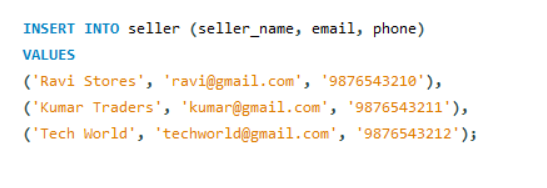 INSERT INTO seller (seller_name, email, phone)
VALUES
('Ravi Stores', 'ravi@gmail.com', '9876543210'),
('Kumar Traders', 'kumar@gmail.com', '9876543211'),
('Tech World', 'techworld@gmail.com', '9876543212');